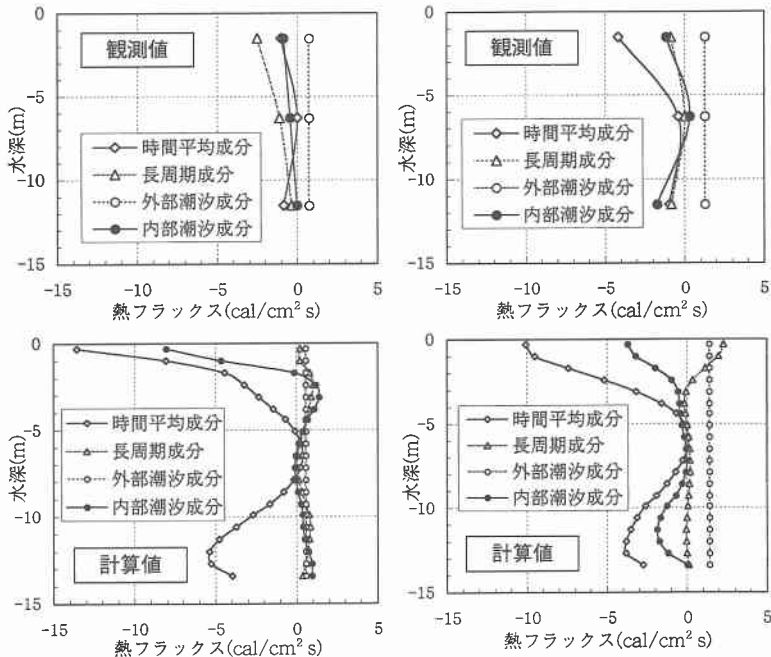 0
-5
-10
-15
水深(m)
観測値
時間平均成分
長周期成分
外部潮汐成分
内部潮汐成分
-15 -10 -5 0 5
熱フラックス(cal/cm² s)
0
-5
-10
-15
水深(m)
観測値
時間平均成分
長周期成分
外部潮汐成分
内部潮汐成分
-15 -10 -5 0 5
熱フラックス(cal/cm² s)
0
-5
-10
-15
水深(m)
時間平均成分
長周期成分
外部潮汐成分
内部潮汐成分
計算値
-15 -10 -5 0 5
熱フラックス(cal/cm² s)
0
-5
-10
-15
水深(m)
時間平均成分
長周期成分
外部潮汐成分
内部潮汐成分
計算値
-15 -10 -5 0 5
熱フラックス(cal/cm² s)